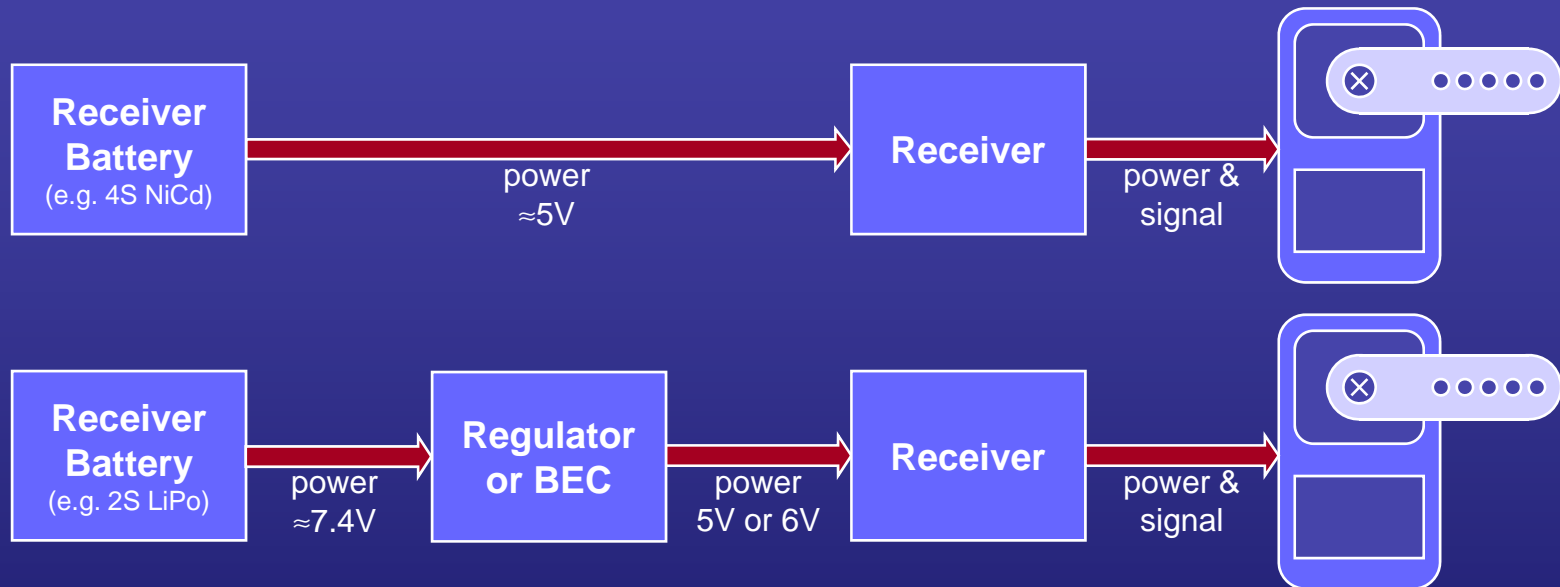 Receiver
Battery
(e.g. 4S NiCd)
power
≈5V
Receiver
power &
signal
Receiver
Battery
(e.g. 2S LiPo)
power
≈7.4V
Regulator
or BEC
power
5V or 6V
Receiver
power &
signal